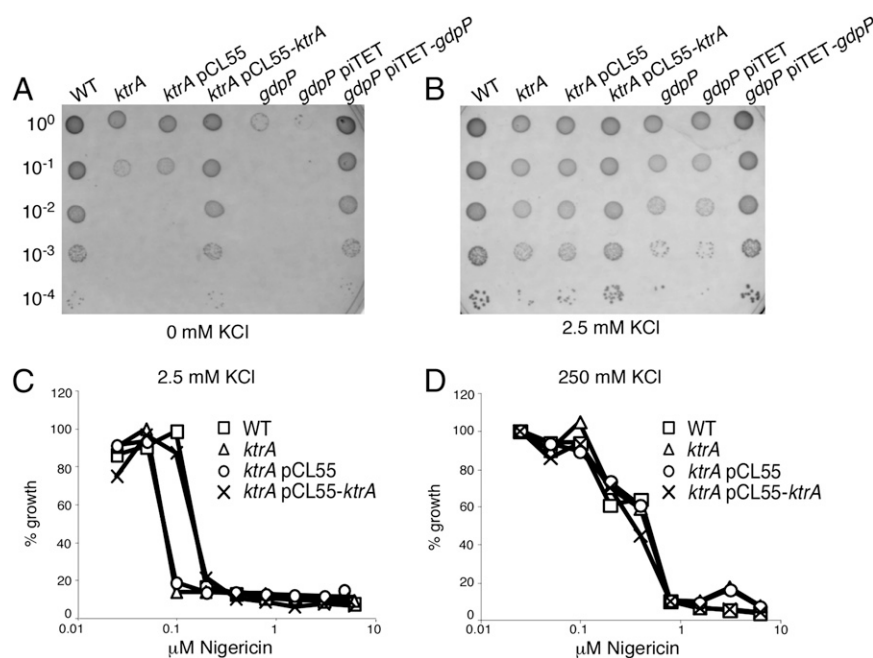 A
WT
ktrA
ktrA pCL55
ktrA pCL55-ktrA
gdpP
gdpP piTET
gdpP piTET-gdpP
10⁰
10⁻¹
10⁻²
10⁻³
10⁻⁴
0 mM KCl
B
WT
ktrA
ktrA pCL55
ktrA pCL55-ktrA
gdpP
gdpP piTET
gdpP piTET-gdpP
2.5 mM KCl
C
2.5 mM KCl
120
100
80
60
40
20
0
% growth
WT
ktrA
ktrA pCL55
ktrA pCL55-ktrA
0.01
0.1
1
10
μM Nigericin
D
250 mM KCl
120
100
80
60
40
20
0
% growth
WT
ktrA
ktrA pCL55
ktrA pCL55-ktrA
0.01
0.1
1
10
μM Nigericin